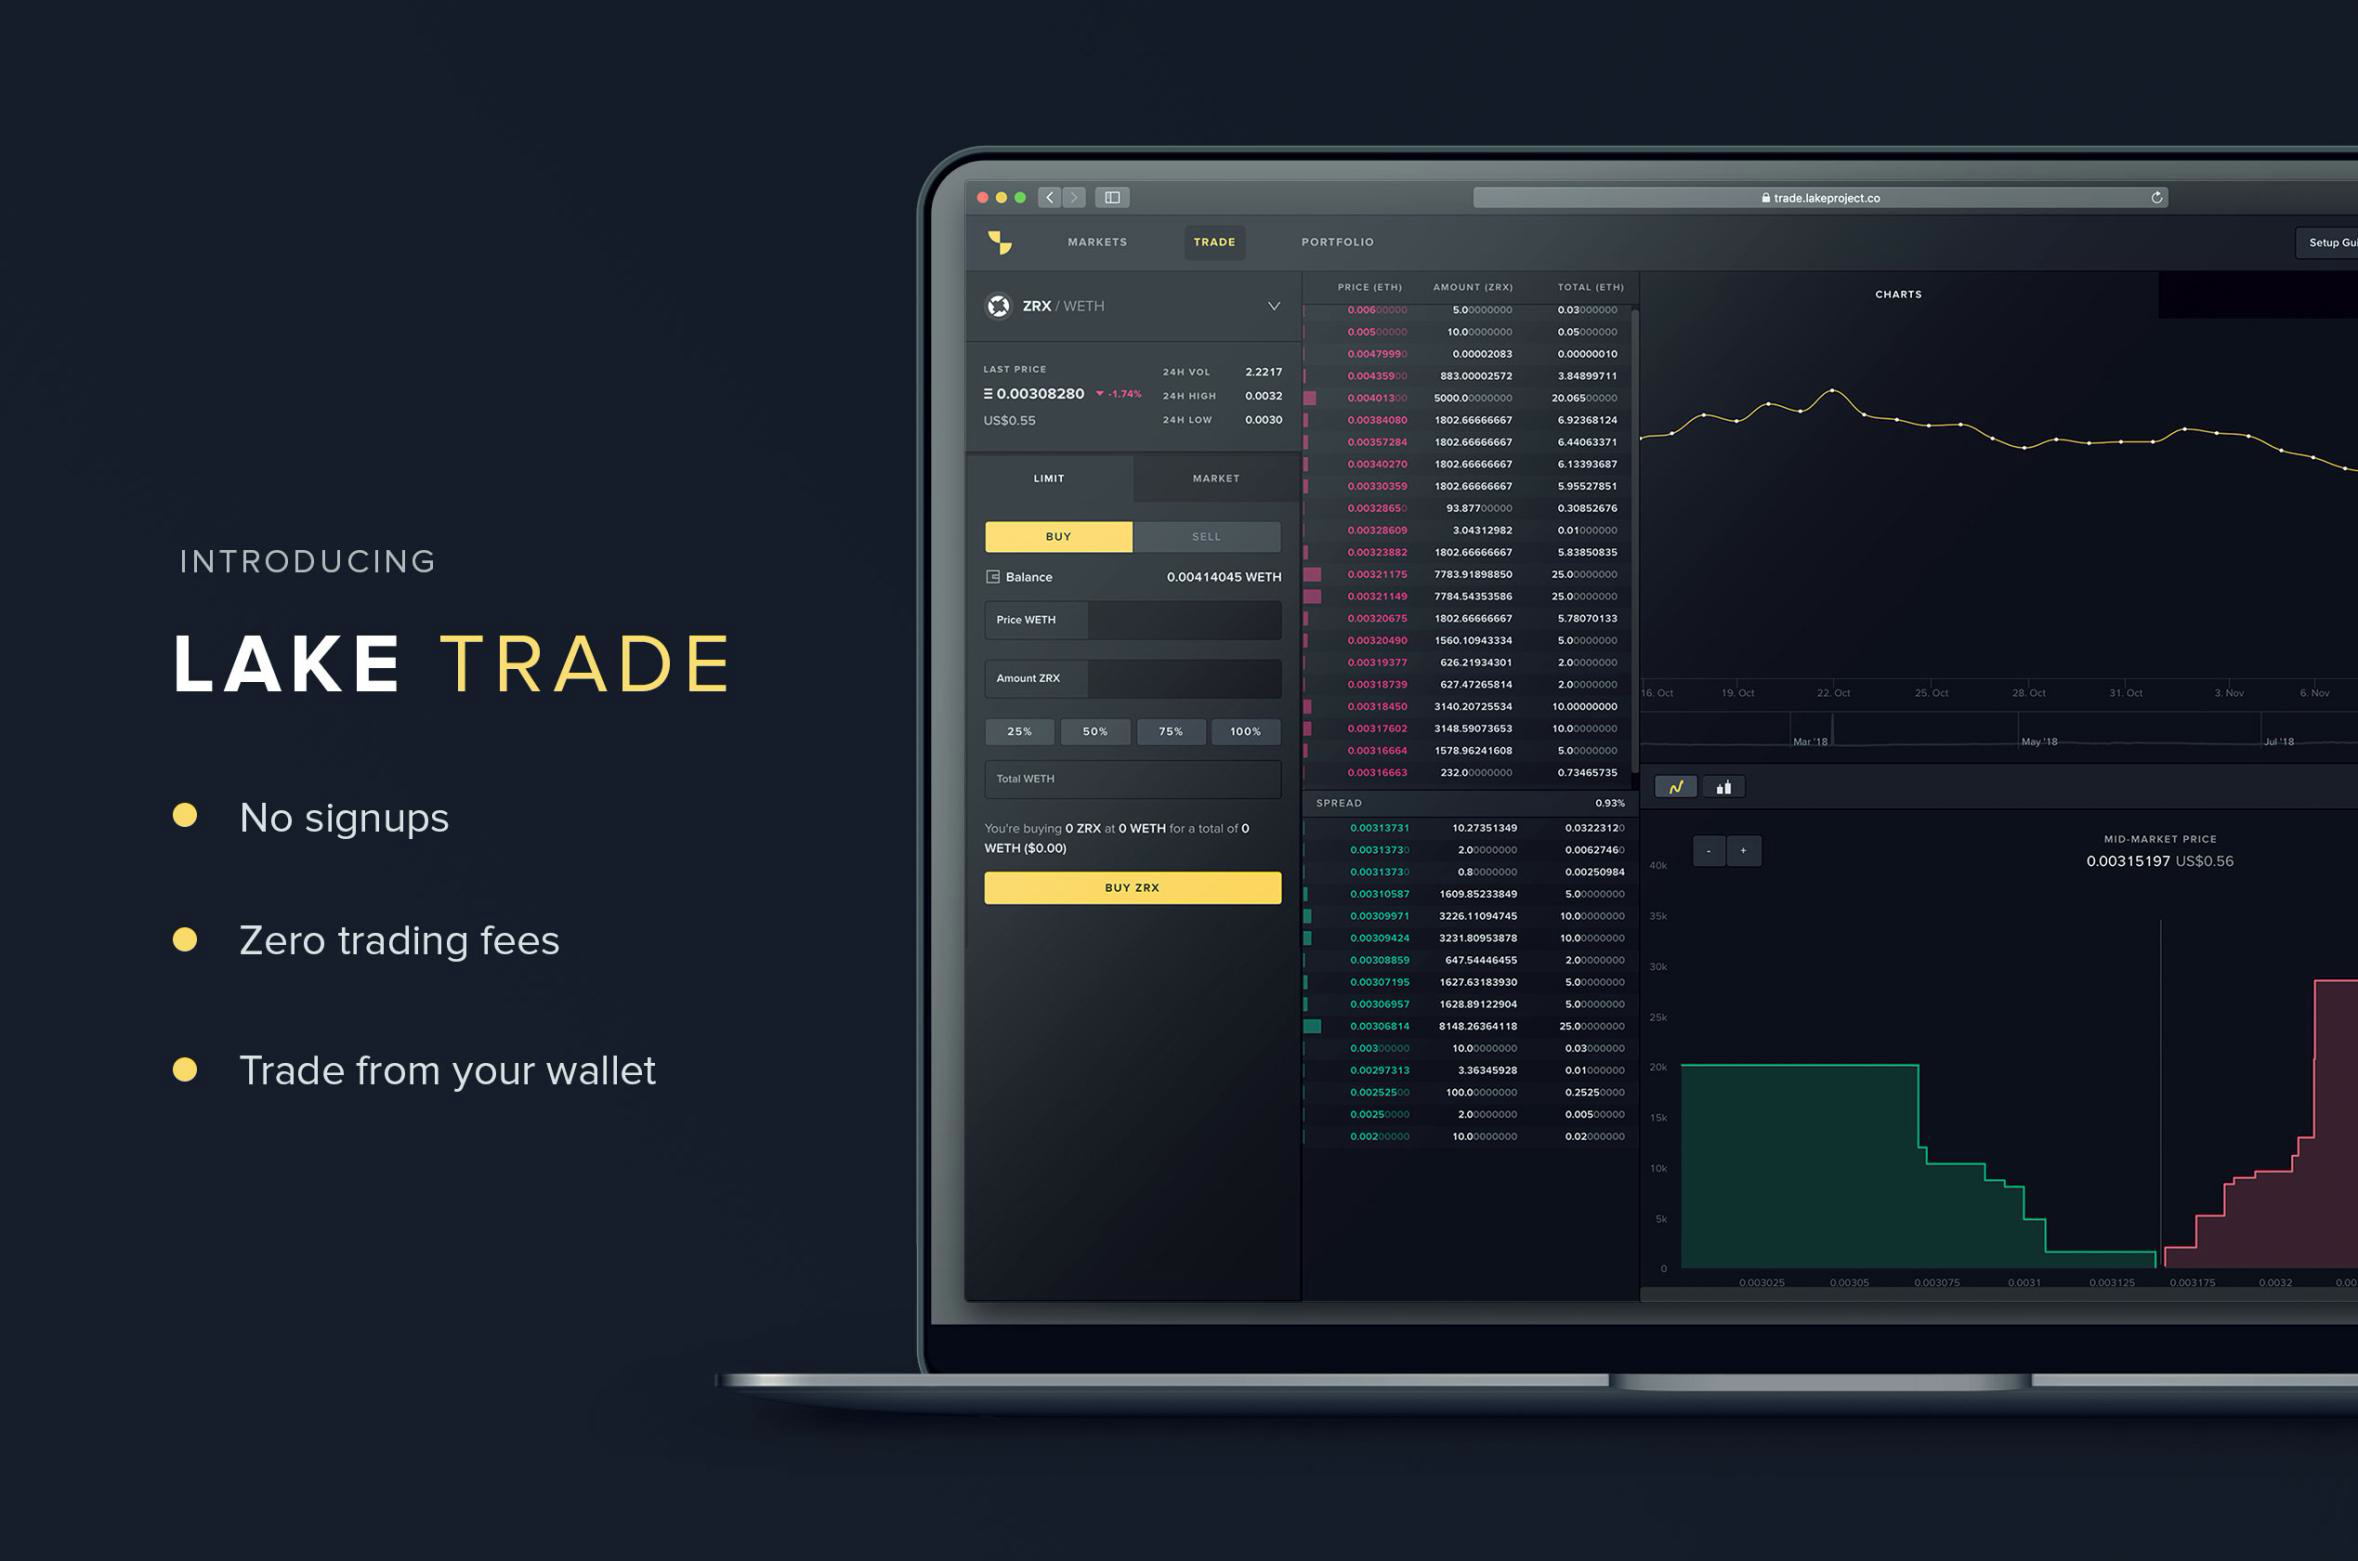 INTRODUCING
LAKE TRADE
No signups
Zero trading fees
Trade from your wallet
trade.lakeproject.co
MARKETS TRADE PORTFOLIO
ZRX / WETH
LAST PRICE
0.00308280 -1.74%
US$0.55
24H VOL 2.2217
24H HIGH 0.0032
24H LOW 0.0030
LIMIT MARKET
BUY SELL
Balance 0.00414045 WETH
Price WETH
Amount ZRX
25% 50% 75% 100%
Total WETH
You're buying 0 ZRX at 0 WETH for a total of 0
WETH ($0.00)
BUY ZRX
PRICE (ETH) AMOUNT (ZRX) TOTAL (ETH)
0.00600000 5.00000000 0.03000000
0.00500000 10.00000000 0.05000000
0.00479990 0.00002083 0.00000010
0.00435900 883.00002572 3.84899711
0.00401300 5000.00000000 20.06500000
0.00384080 1802.66666667 6.92368124
0.00357284 1802.66666667 6.44063371
0.00340270 1802.66666667 6.13393687
0.00330359 1802.66666667 5.95527851
0.00328650 93.87700000 0.30852676
0.00328609 3.04312982 0.01000000
0.00323882 1802.66666667 5.83850835
0.00321175 7783.91898850 25.00000000
0.00321149 7784.54353586 25.00000000
0.00320675 1802.66666667 5.78070133
0.00320490 1560.10943334 5.00000000
0.00319377 626.21934301 2.00000000
0.00318739 627.47265814 2.00000000
0.00318450 3140.20725534 10.00000000
0.00317602 3148.59073653 10.00000000
0.00316664 1578.96241608 5.00000000
0.00316663 232.00000000 0.73465735
SPREAD 0.93%
0.00313731 10.27351349 0.03223120
0.00313730 2.00000000 0.00627460
0.00313730 0.80000000 0.00250984
0.00310587 1609.85233849 5.00000000
0.00309971 3226.11094745 10.00000000
0.00309424 3231.80953878 10.00000000
0.00308859 647.54446455 2.00000000
0.00307195 1627.63183930 5.00000000
0.00306957 1628.89122904 5.00000000
0.00306814 8148.26364118 25.00000000
0.00300000 10.00000000 0.03000000
0.00297313 3.36345928 0.01000000
0.00252500 100.00000000 0.25250000
0.00250000 2.00000000 0.00500000
0.00200000 10.00000000 0.02000000
CHARTS
16. Oct 19. Oct 22. Oct 25. Oct 28. Oct 31. Oct 3. Nov 6. Nov
Mar '18 May '18 Jul '18
- +
MID-MARKET PRICE
0.00315197 US$0.56
40k
35k
30k
25k
20k
15k
10k
5k
0
0.003025 0.00305 0.003075 0.0031 0.003125 0.003175 0.0032